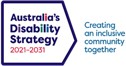 Australia's
Disability
Strategy
2021-2031
Creating
an inclusive
community
together